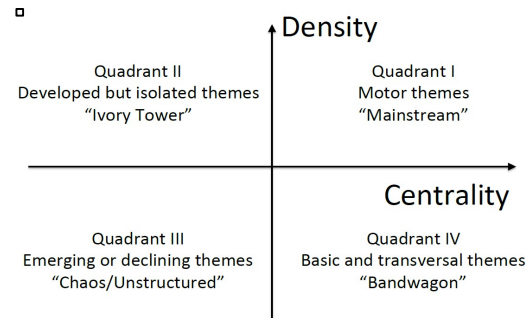 Density
Quadrant II
Developed but isolated themes
“Ivory Tower”
Quadrant I
Motor themes
“Mainstream”
Centrality
Quadrant III
Emerging or declining themes
“Chaos/Unstructured”
Quadrant IV
Basic and transversal themes
“Bandwagon”